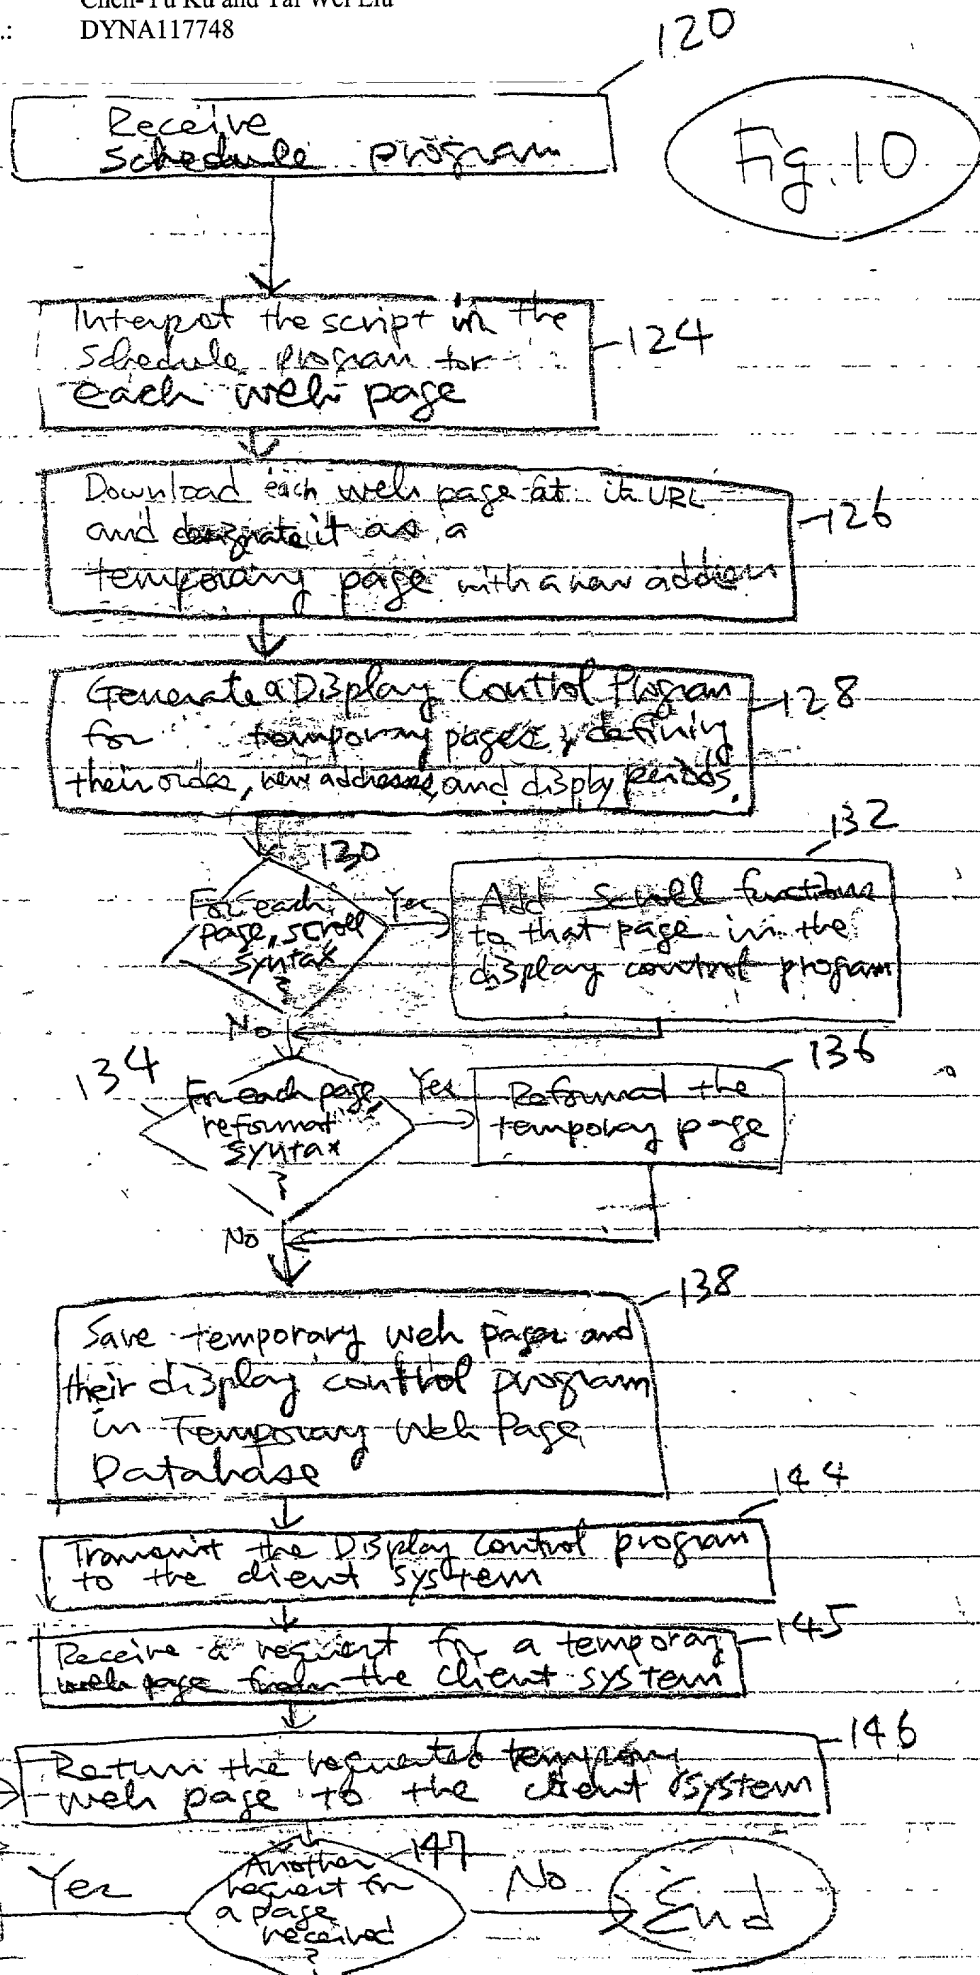 DYNA117748
120
Receive
schedule program
Fig. 10
Interpret the script in the
schedule program for
each web page
124
Download each web page at its URL
and designate it as a
temporary page with a new address
126
Generate a Display Control Program
for temporary pages, defining
their order, new addresses, and display periods.
128
130
For each
page, scroll
syntax
?
Yes
132
Add scroll functions
to that page in the
display control program
No
134
For each page,
reformat
syntax
?
Yes
136
Reformat the
temporary page
No
138
Save temporary web pages and
their display control program
in Temporary Web Page
Database
144
Transmit the Display Control program
to the client system
145
Receive a request for a temporary
web page from the client system
146
Return the requested temporary
web page to the client system
147
Another
request for
a page
received
?
Yes
No
End